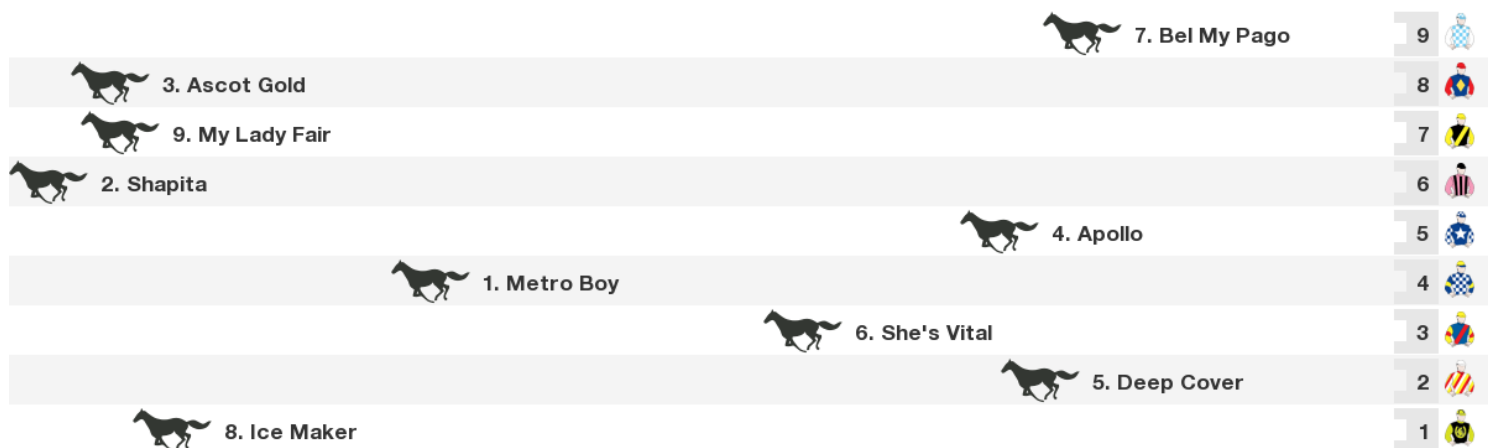 7. Bel My Pago 9
3. Ascot Gold 8
9. My Lady Fair 7
2. Shapita 6
4. Apollo 5
1. Metro Boy 4
6. She's Vital 3
5. Deep Cover 2
8. Ice Maker 1